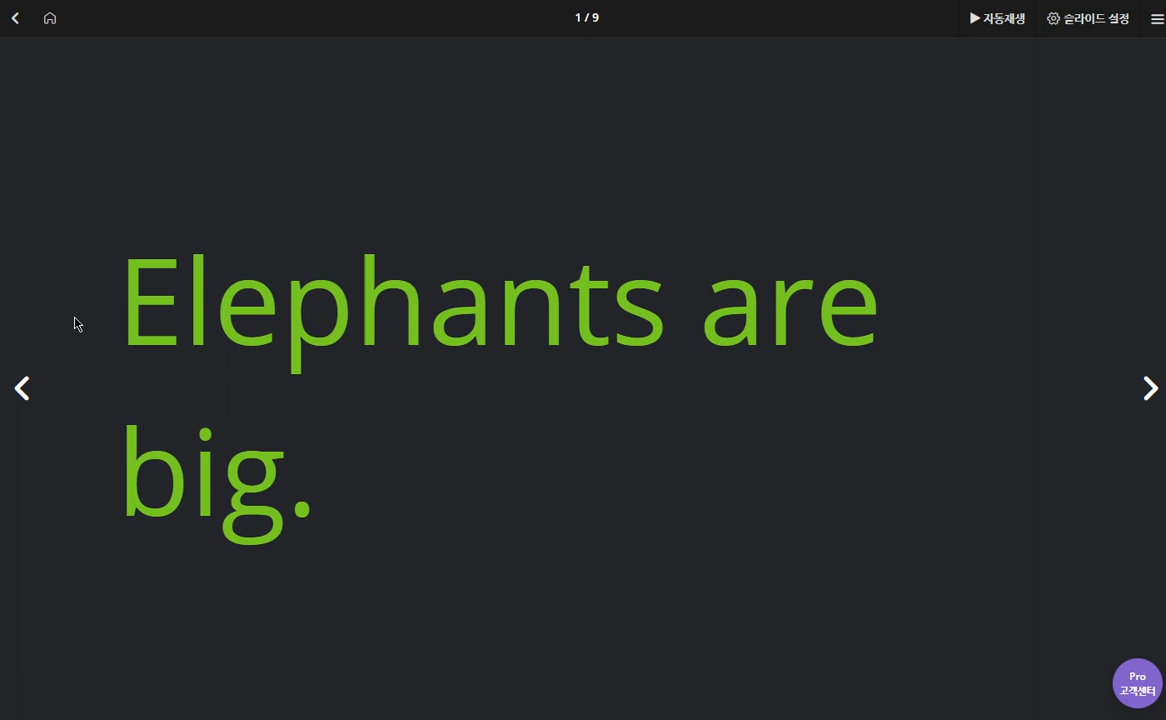 1 / 9
▶ 자동재생
슬라이드 설정
Elephants are
big.
Pro
고객센터